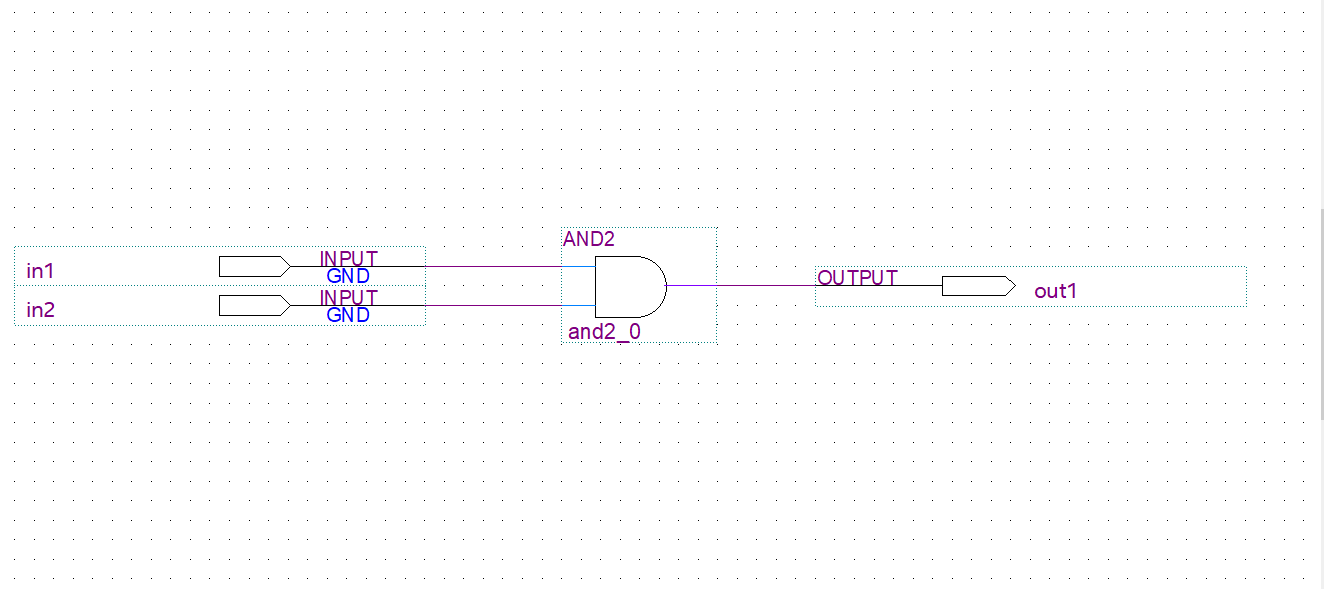 in1
INPUT
GND
in2
INPUT
GND
AND2
and2_0
OUTPUT
out1